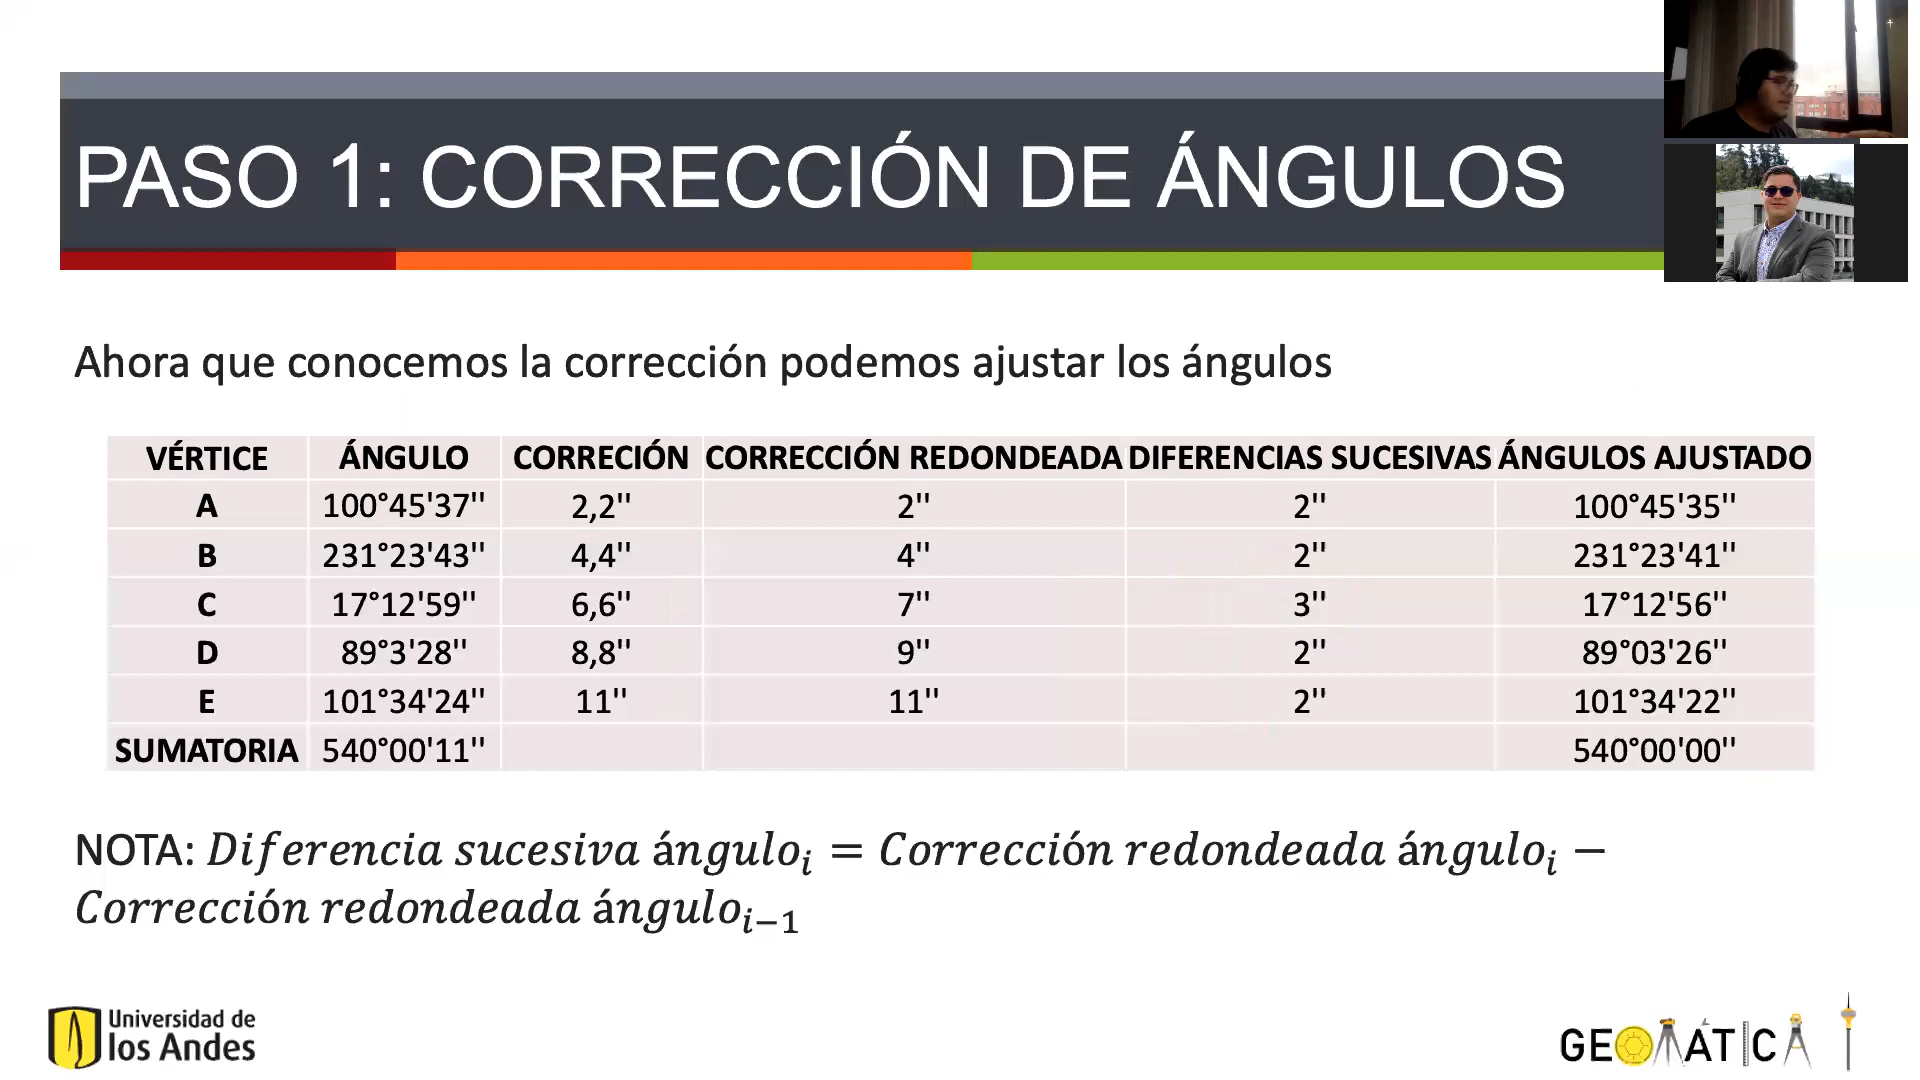 PASO 1: CORRECCIÓN DE ÁNGULOS
Ahora que conocemos la corrección podemos ajustar los ángulos
VÉRTICE ÁNGULO CORRECIÓN CORRECCIÓN REDONDEADA DIFERENCIAS SUCESIVAS ÁNGULOS AJUSTADO
A 100°45'37'' 2,2'' 2'' 2'' 100°45'35''
B 231°23'43'' 4,4'' 4'' 2'' 231°23'41''
C 17°12'59'' 6,6'' 7'' 3'' 17°12'56''
D 89°3'28'' 8,8'' 9'' 2'' 89°03'26''
E 101°34'24'' 11'' 11'' 2'' 101°34'22''
SUMATORIA 540°00'11'' 540°00'00''
NOTA: Diferencia sucesiva ángulo_i = Corrección redondeada ángulo_i −
Corrección redondeada ángulo_{i−1}
Universidad de
los Andes
GEOMÁTICA